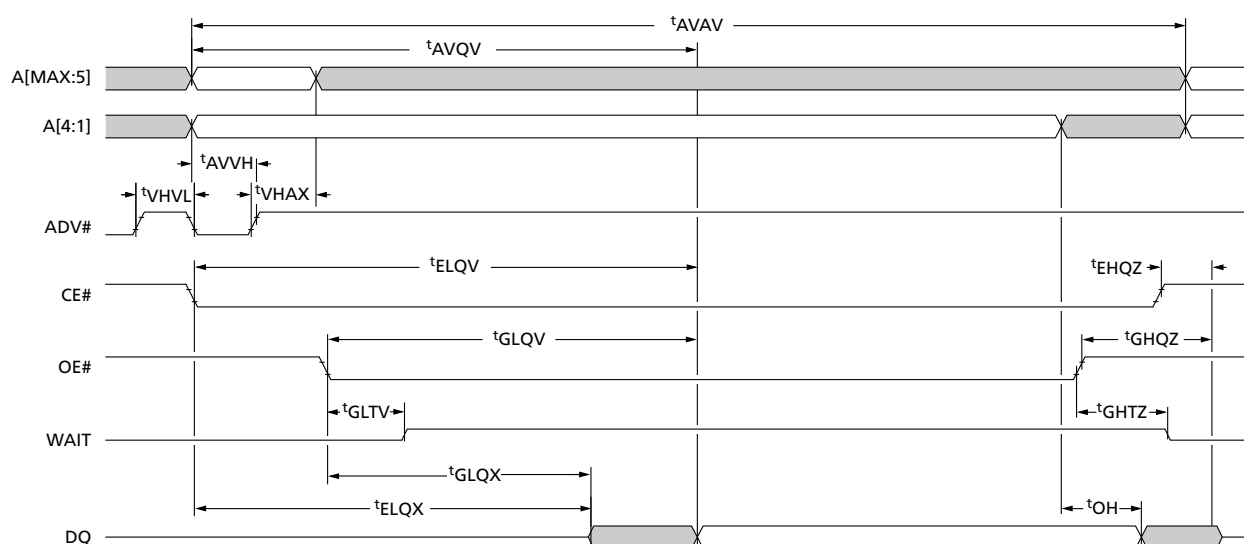 tAVAV
tAVQV
A[MAX:5]
A[4:1]
tAVVH
tVHVL
tVHAX
ADV#
tELQV
tEHQZ
CE#
tGLQV
tGHQZ
OE#
tGLTV
tGHTZ
WAIT
tGLQX
tELQX
tOH
DQ